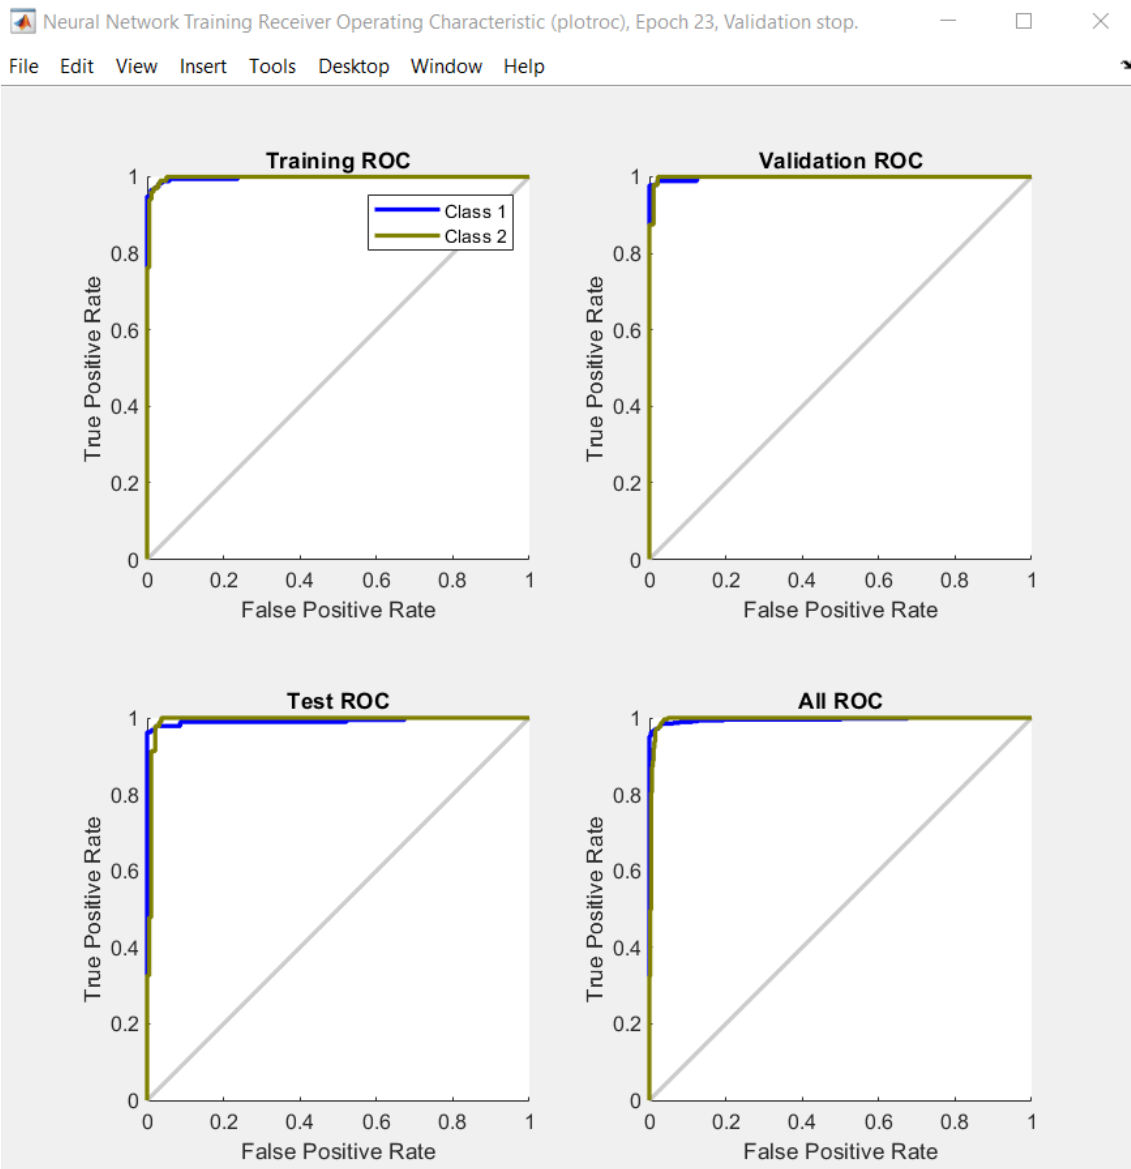 Neural Network Training Receiver Operating Characteristic (plotroc), Epoch 23, Validation stop.
File Edit View Insert Tools Desktop Window Help
Training ROC
1
0.8
0.6
0.4
0.2
0
True Positive Rate
Class 1
Class 2
0 0.2 0.4 0.6 0.8 1
False Positive Rate
Validation ROC
1
0.8
0.6
0.4
0.2
0
True Positive Rate
0 0.2 0.4 0.6 0.8 1
False Positive Rate
Test ROC
1
0.8
0.6
0.4
0.2
0
True Positive Rate
0 0.2 0.4 0.6 0.8 1
False Positive Rate
All ROC
1
0.8
0.6
0.4
0.2
0
True Positive Rate
0 0.2 0.4 0.6 0.8 1
False Positive Rate